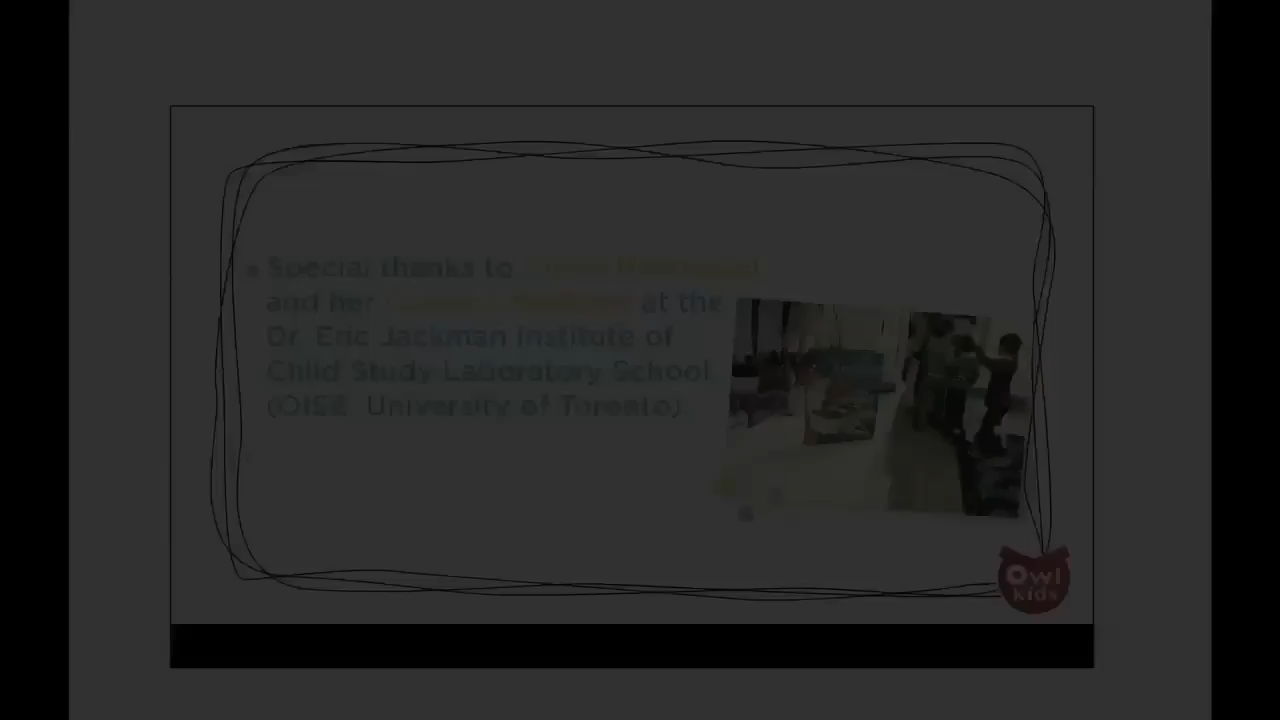 Special thanks to
and her at the
Dr. Eric Jackman Institute of
Child Study Laboratory School
(OISE University of Toronto)
Owl
kids